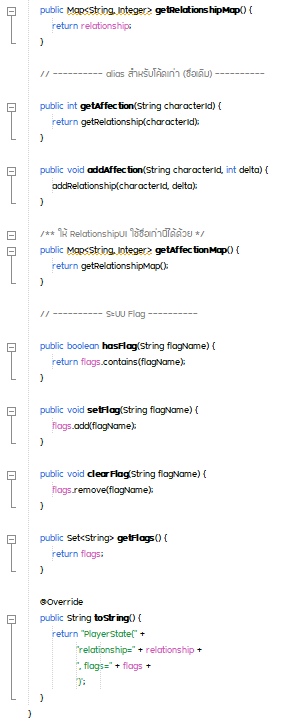 public Map<String, Integer> getRelationshipMap() {
return relationship;
}
// ---------- alias สำหรับโค้ดเก่า (ชื่อเดิม) ----------
public int getAffection(String characterId) {
return getRelationship(characterId);
}
public void addAffection(String characterId, int delta) {
addRelationship(characterId, delta);
}
/** ให้ RelationshipUI ใช้ชื่อเก่านี้ได้ด้วย */
public Map<String, Integer> getAffectionMap() {
return getRelationshipMap();
}
// ---------- ระบบ Flag ----------
public boolean hasFlag(String flagName) {
return flags.contains(flagName);
}
public void setFlag(String flagName) {
flags.add(flagName);
}
public void clearFlag(String flagName) {
flags.remove(flagName);
}
public Set<String> getFlags() {
return flags;
}
@Override
public String toString() {
return "PlayerState{" +
"relationship=" + relationship +
", flags=" + flags +
'}';
}
}